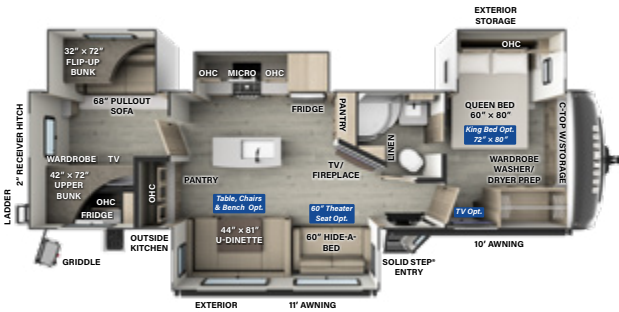 EXTERIOR
STORAGE
OHC
32" × 72"
FLIP-UP
BUNK
OHC MICRO OHC
68" PULLOUT
SOFA
FRIDGE
PANTRY
LINEN
QUEEN BED
60" × 80"
King Bed Opt.
72" × 80"
C-TOP W/STORAGE
2" RECEIVER HITCH
WARDROBE TV
42" × 72"
UPPER
BUNK
OHC
FRIDGE
OHC
PANTRY
TV/
FIREPLACE
WARDROBE
WASHER/
DRYER PREP
Table, Chairs
& Bench Opt.
60" Theater
Seat Opt.
TV Opt.
LADDER
44" × 81"
U-DINETTE
60" HIDE-A-
BED
OUTSIDE
KITCHEN
GRIDDLE
SOLID STEP®
ENTRY
10' AWNING
EXTERIOR
11' AWNING